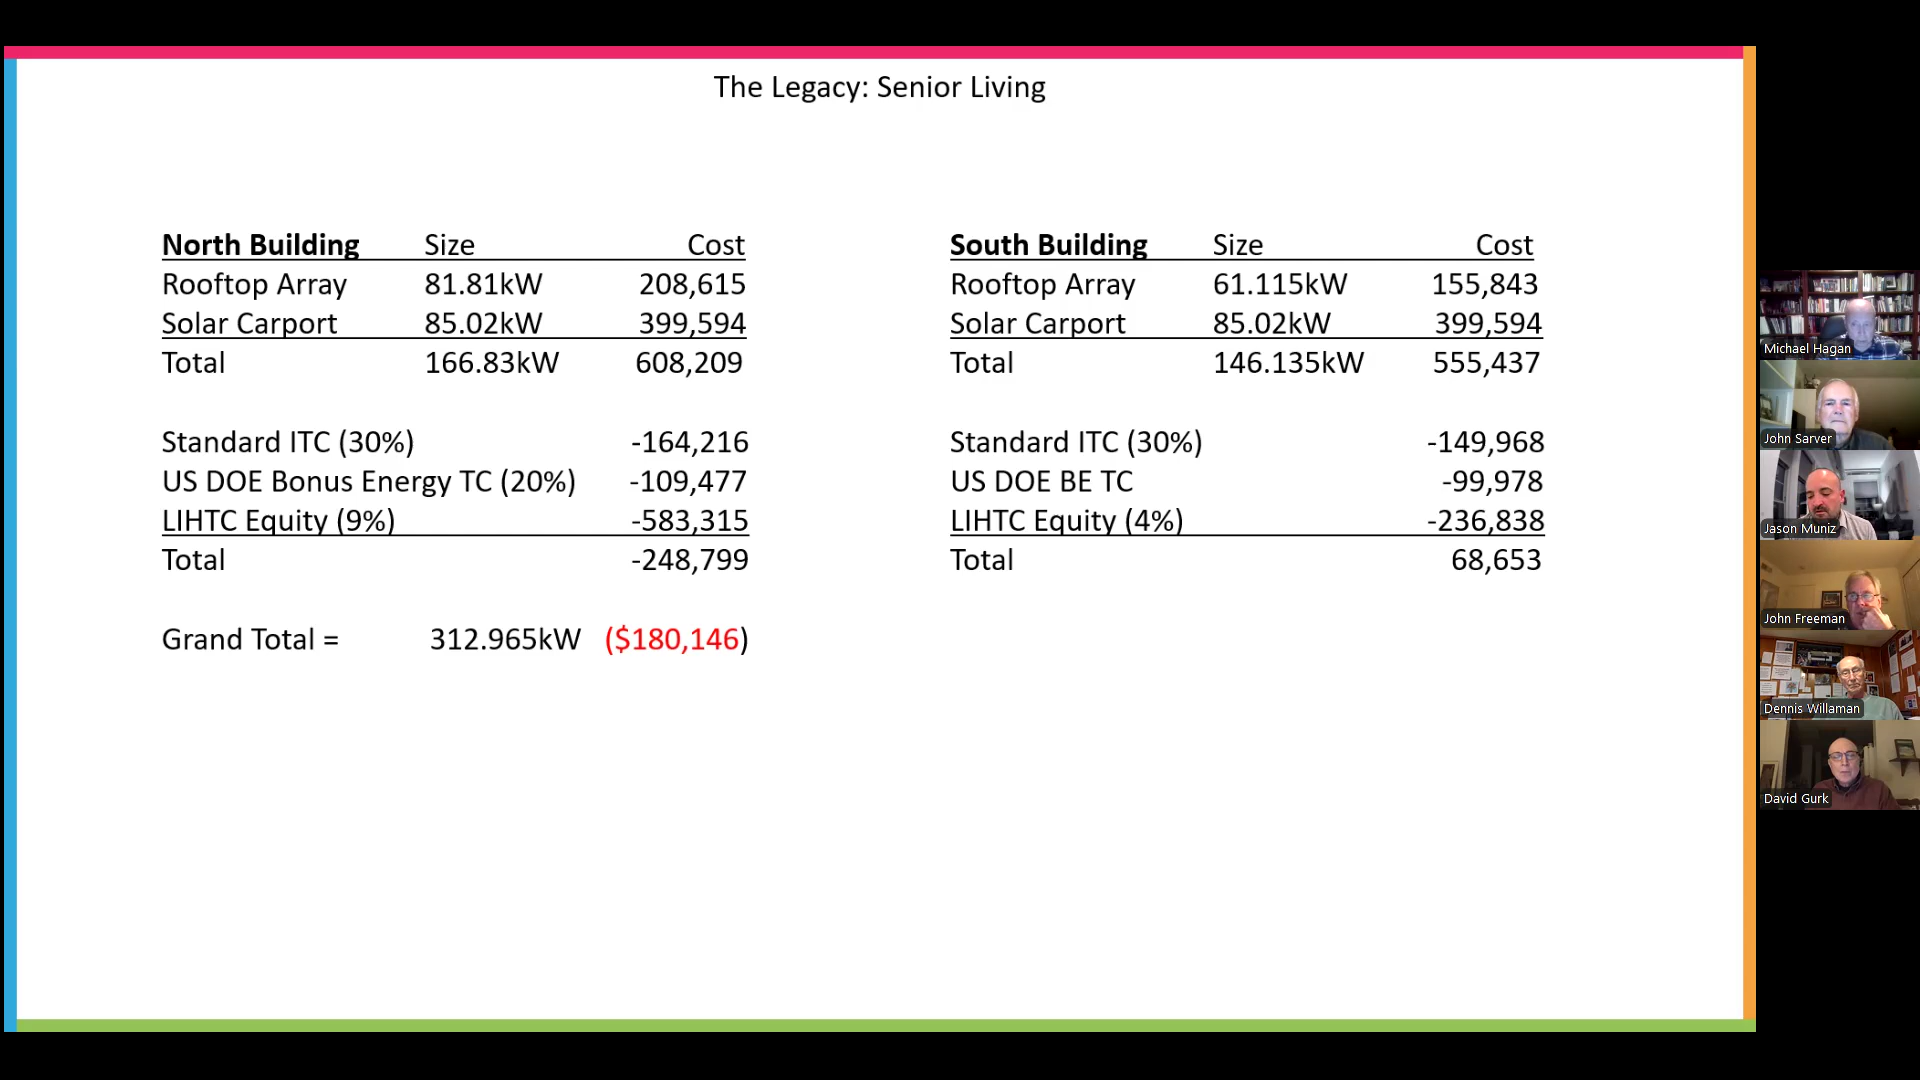 The Legacy: Senior Living
North Building Size Cost
Rooftop Array 81.81kW 208,615
Solar Carport 85.02kW 399,594
Total 166.83kW 608,209
Standard ITC (30%) -164,216
US DOE Bonus Energy TC (20%) -109,477
LIHTC Equity (9%) -583,315
Total -248,799
Grand Total = 312.965kW ($180,146)
South Building Size Cost
Rooftop Array 61.115kW 155,843
Solar Carport 85.02kW 399,594
Total 146.135kW 555,437
Standard ITC (30%) -149,968
US DOE BE TC -99,978
LIHTC Equity (4%) -236,838
Total 68,653
Michael Hagan
John Sarver
Jason Muniz
John Freeman
Dennis Willaman
David Gurk